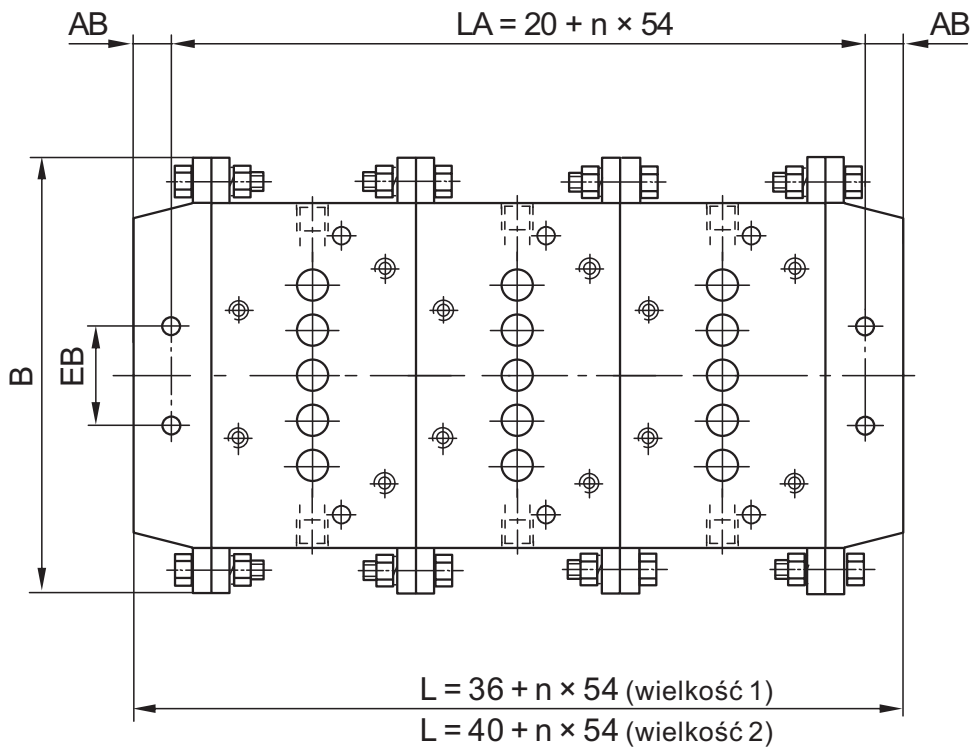 AB LA = 20 + n × 54 AB
B
EB
L = 36 + n × 54 (wielkość 1)
L = 40 + n × 54 (wielkość 2)